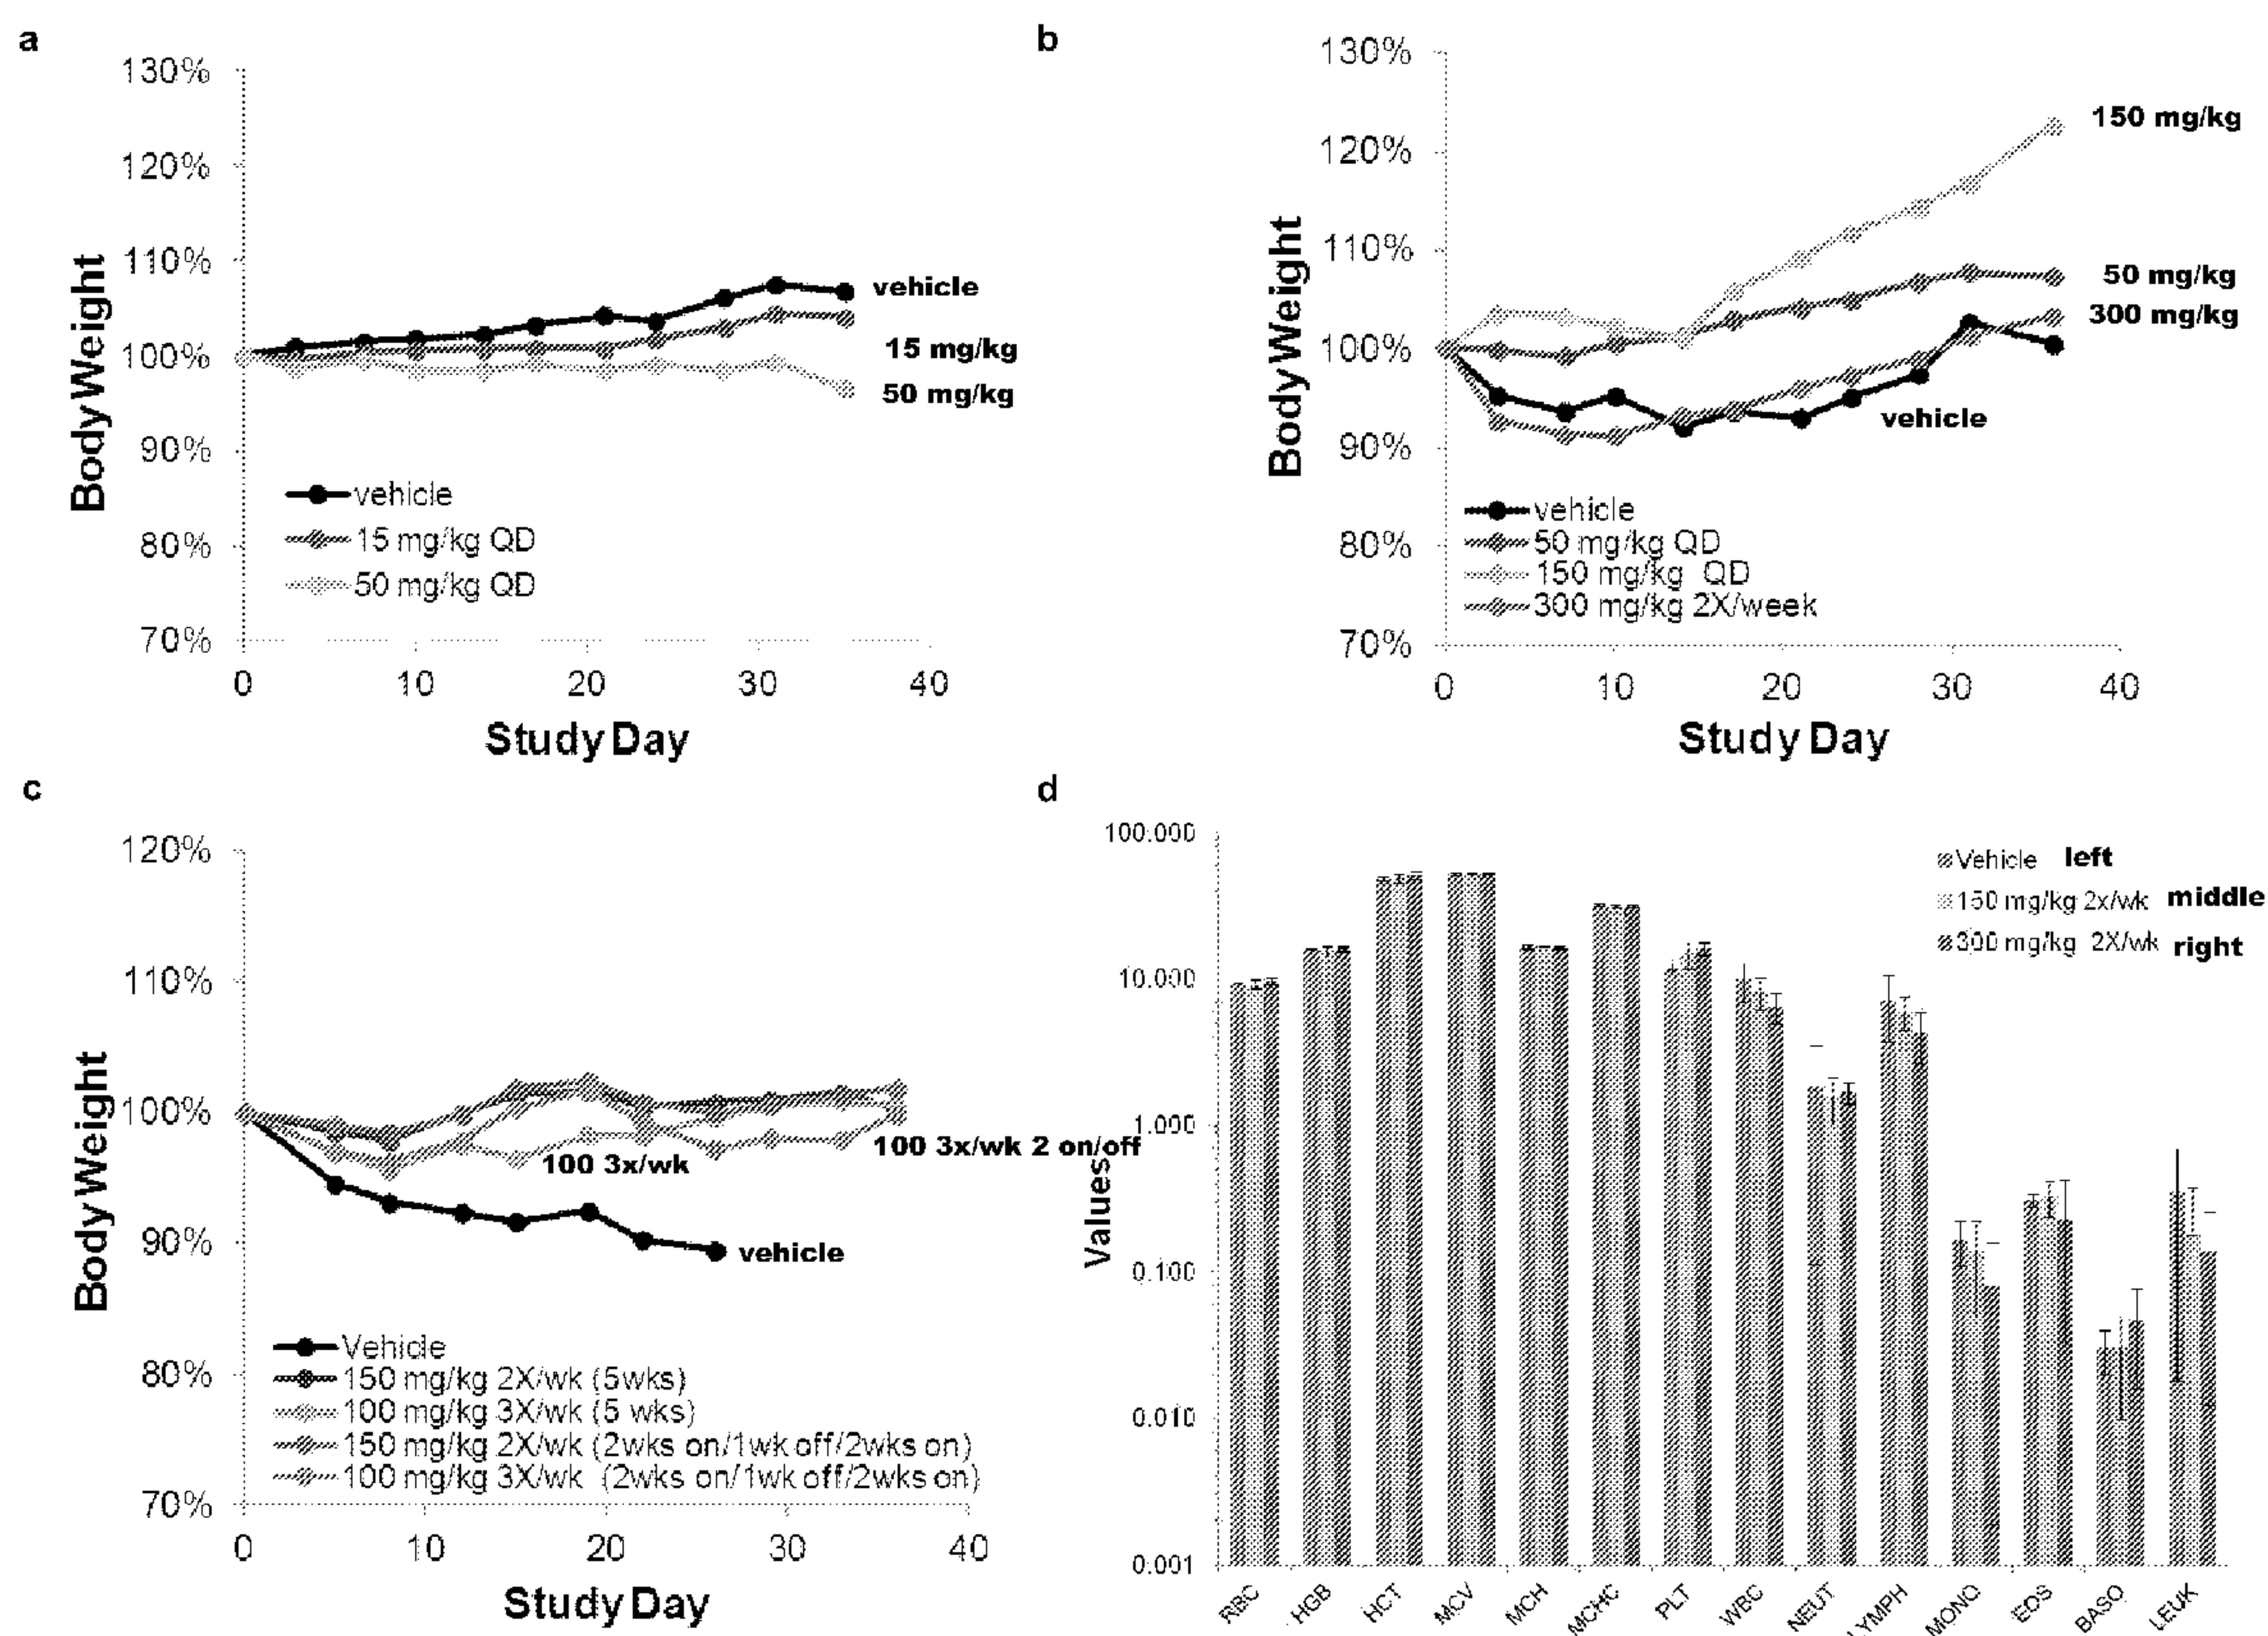 a
130%
120%
110%
100%
90%
80%
70%
Body Weight
vehicle
15 mg/kg
50 mg/kg
vehicle
15 mg/kg QD
50 mg/kg QD
0 10 20 30 40
Study Day
b
130%
120%
110%
100%
90%
80%
70%
Body Weight
150 mg/kg
50 mg/kg
300 mg/kg
vehicle
vehicle
50 mg/kg QD
150 mg/kg QD
300 mg/kg 2X/week
0 10 20 30 40
Study Day
c
120%
110%
100%
90%
80%
70%
Body Weight
100 3x/wk
100 3x/wk 2 on/off
vehicle
Vehicle
150 mg/kg 2X/wk (5wks)
100 mg/kg 3X/wk (5 wks)
150 mg/kg 2X/wk (2wks on/1wk off/2wks on)
100 mg/kg 3X/wk (2wks on/1wk off/2wks on)
0 10 20 30 40
Study Day
d
100.000
10.000
1.000
0.100
0.010
0.001
Values
Vehicle left
150 mg/kg 2x/wk middle
300 mg/kg 2X/wk right
RBC HGB HCT MCV MCH MCHC PLT WBC NEUT LYMPH MONO EOS BASO LEUK